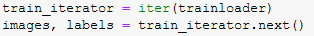 train_iterator = iter(trainloader)
images, labels = train_iterator.next()